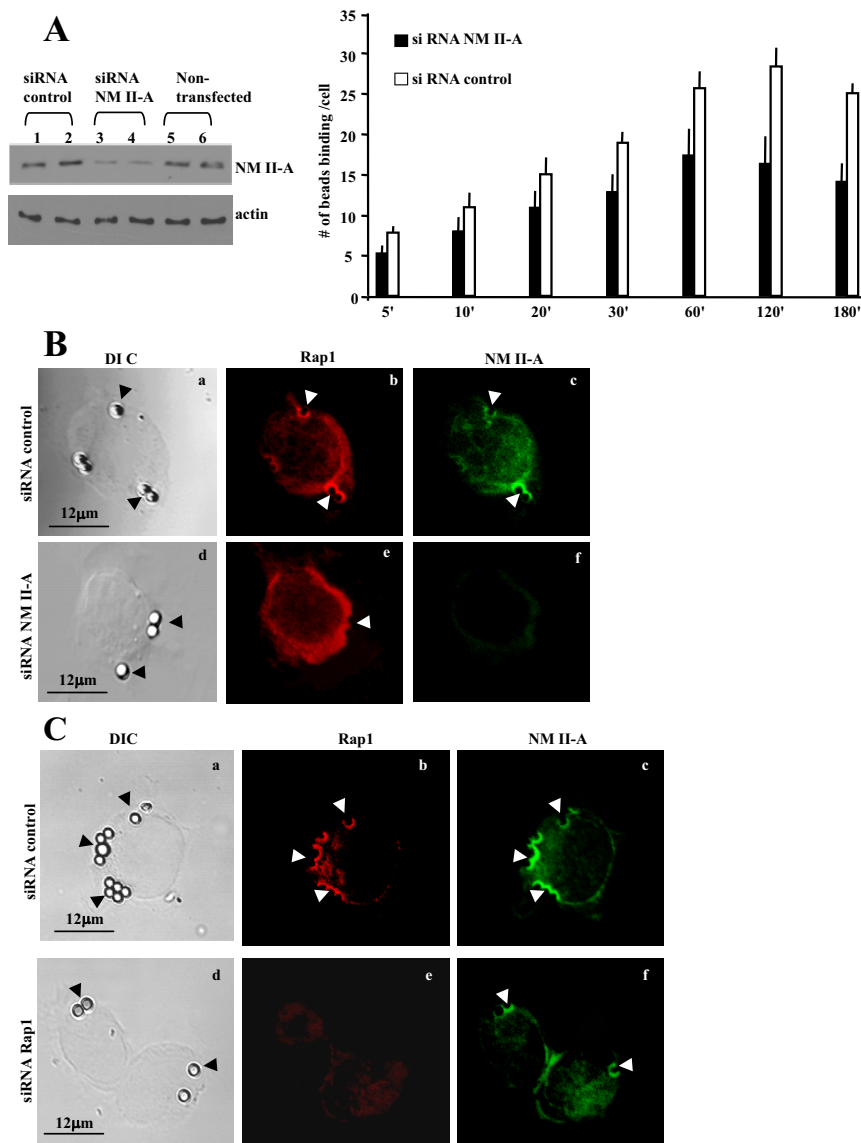 A
siRNA control
siRNA NM II-A
Non-transfected
1 2 3 4 5 6
NM II-A
actin
# of beads binding /cell
35
30
25
20
15
10
5
0
si RNA NM II-A
si RNA control
5' 10' 20' 30' 60' 120' 180'
B
DI C Rap1 NM II-A
siRNA control
a b c
12µm
siRNA NM II-A
d e f
12µm
C
DIC Rap1 NM II-A
siRNA control
a b c
12µm
siRNA Rap1
d e f
12µm